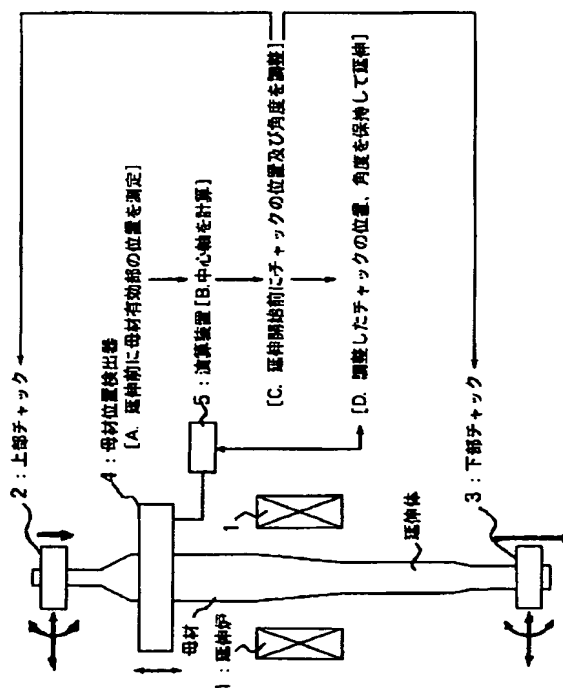 2：上部チャック
4：母材位置検出器
[A. 延伸前に母材有効部の位置を測定]
5：演算装置 [B.中心軸を計算]
[C. 延伸開始前にチャックの位置及び角度を調整]
[D. 調整したチャックの位置、角度を保持して延伸]
3：下部チャック
1
母材
1：延伸炉
延伸体